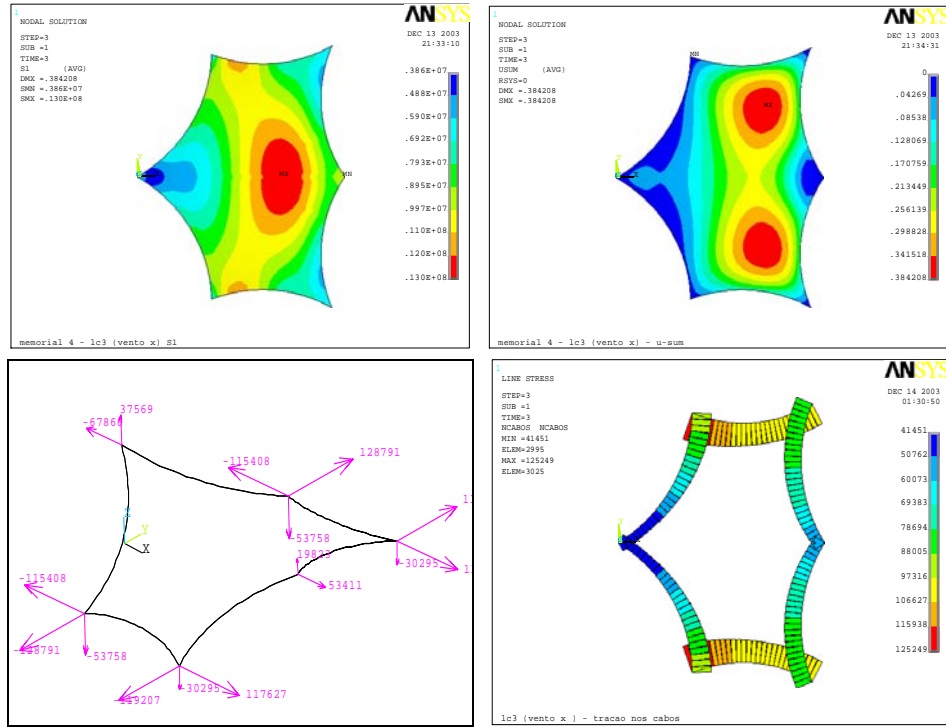 1
NODAL SOLUTION
STEP=3
SUB =1
TIME=3
S1 (AVG)
DMX =.384208
SMN =.386E+07
SMX =.130E+08
ANSYS
DEC 13 2003
21:33:10
.386E+07
.488E+07
.590E+07
.692E+07
.793E+07
.895E+07
.997E+07
.110E+08
.120E+08
.130E+08
Y
MX
MN
memorial 4 - lc3 (vento x) S1
1
NODAL SOLUTION
STEP=3
SUB =1
TIME=3
USUM (AVG)
RSYS=0
DMX =.384208
SMX =.384208
ANSYS
DEC 13 2003
21:34:31
0
.04269
.08538
.128069
.170759
.213449
.256139
.298828
.341518
.384208
MN
MX
Y
X
memorial 4 - lc3 (vento x) - u-sum
37569
-115408
128791
-53758
19823
-30295
53411
Y
X
-115408
-53758
-30295
117627
1
LINE STRESS
STEP=3
SUB =1
TIME=3
NCABOS NCABOS
MIN =41451
ELEM=2995
MAX =125249
ELEM=3025
ANSYS
DEC 14 2003
01:30:50
41451
50762
60073
69383
78694
88005
97316
106627
115938
125249
Y
lc3 (vento x ) - tracao nos cabos